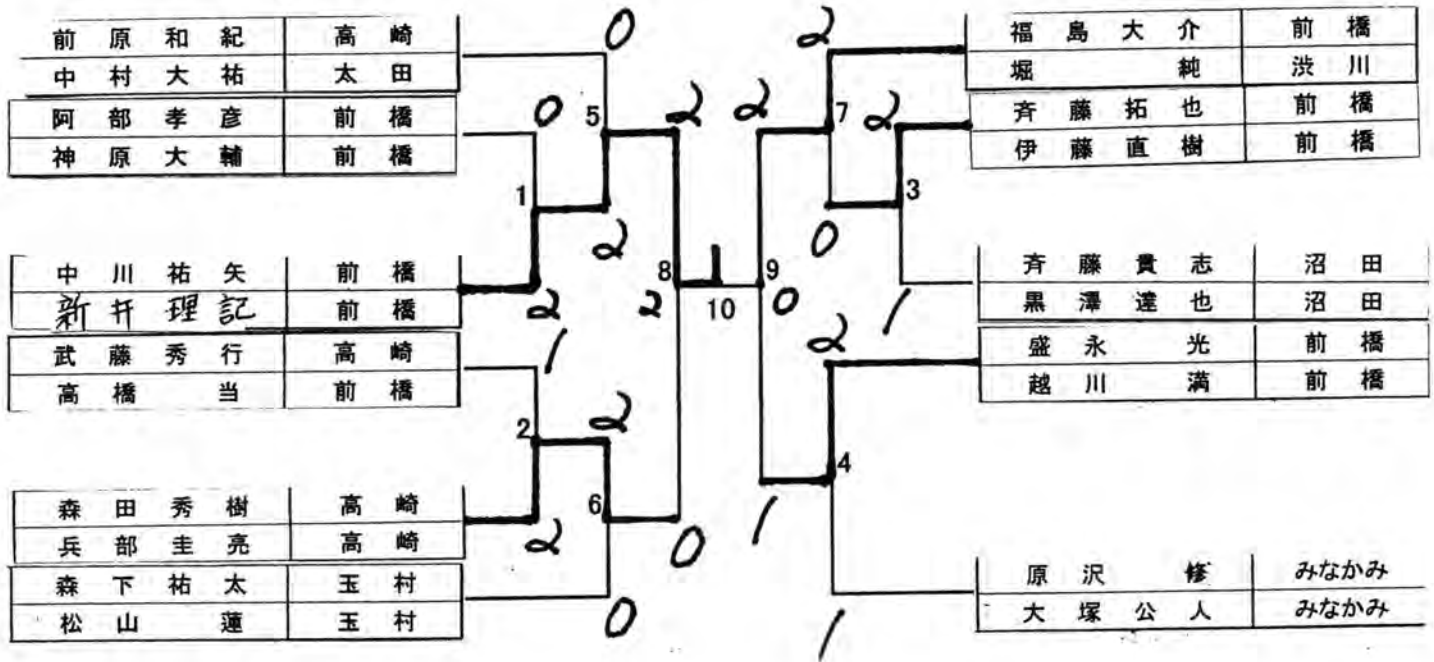 前原和紀 高崎
中村大祐 太田
阿部孝彦 前橋
神原大輔 前橋
中川祐矢 前橋
新井理記 前橋
武藤秀行 高崎
高橋当 前橋
森田秀樹 高崎
兵部圭亮 高崎
森下祐太 玉村
松山蓮 玉村
0
0
5
2
1
2
8
2
2
1
2
2
6
2
0
0
10
2
2
7
2
3
0
9
0
1
2
4
1
1
福島大介 前橋
堀純 渋川
斉藤拓也 前橋
伊藤直樹 前橋
斉藤貴志 沼田
黒澤達也 沼田
盛永光 前橋
越川満 前橋
原沢修 みなかみ
大塚公人 みなかみ